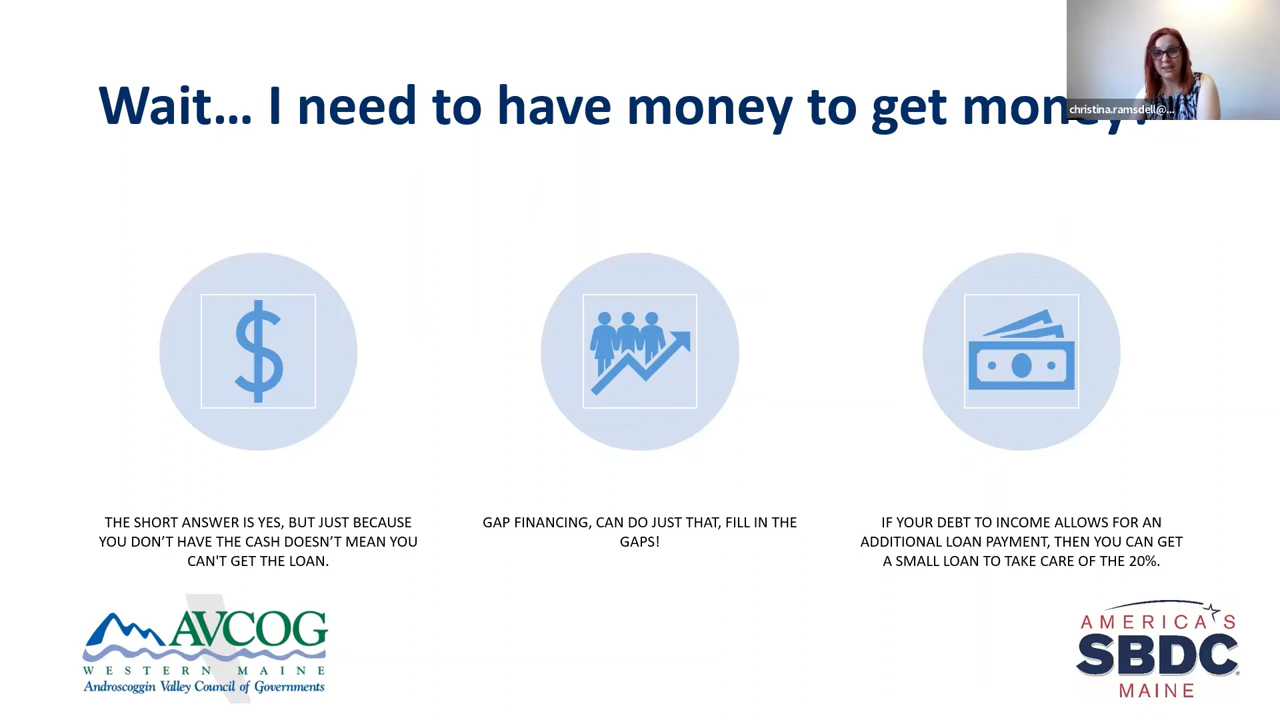 Wait... I need to have money to get money?
christina.ramsdell@...
$
THE SHORT ANSWER IS YES, BUT JUST BECAUSE
YOU DON’T HAVE THE CASH DOESN’T MEAN YOU
CAN'T GET THE LOAN.
GAP FINANCING, CAN DO JUST THAT, FILL IN THE
GAPS!
IF YOUR DEBT TO INCOME ALLOWS FOR AN
ADDITIONAL LOAN PAYMENT, THEN YOU CAN GET
A SMALL LOAN TO TAKE CARE OF THE 20%.
AVCOG
WESTERN MAINE
Androscoggin Valley Council of Governments
AMERICA'S
SBDC
MAINE